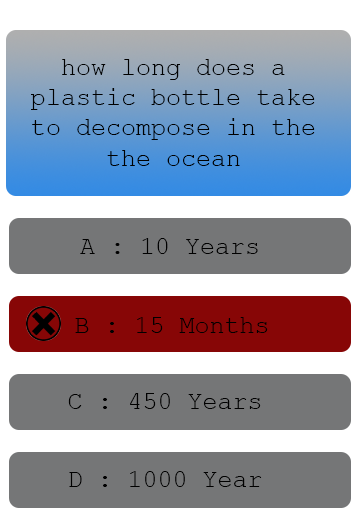 how long does a
plastic bottle take
to decompose in the
the ocean
A : 10 Years
B : 15 Months
C : 450 Years
D : 1000 Year